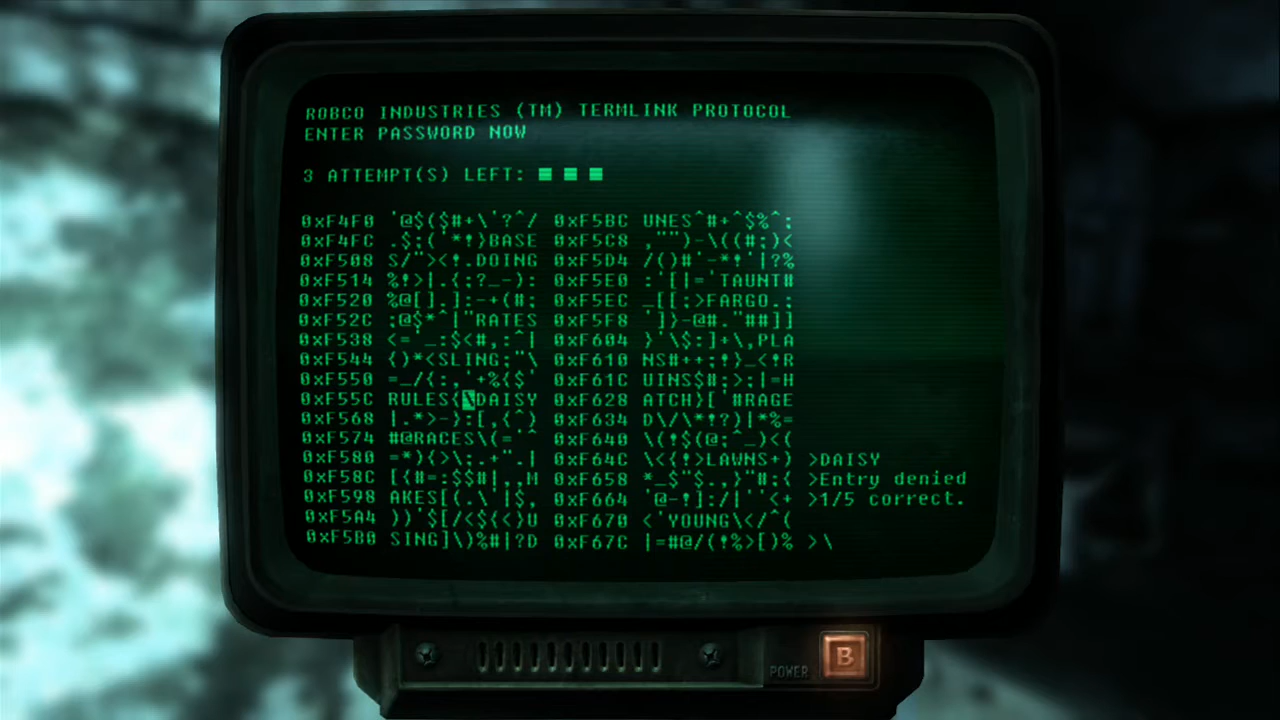 ROBCO INDUSTRIES (TM) TERMLINK PROTOCOL
ENTER PASSWORD NOW
3 ATTEMPT(S) LEFT: ■ ■ ■
0xF4F0 '@$($#+\'?^/
0xF4FC .$:('*!}BASE
0xF508 S/"><!.DOING
0xF514 %!>|.{:?_-):
0xF520 %@[].]:-+(#;
0xF52C ;@$*^|"RATES
0xF538 <='_:$<#,:^|
0xF544 {)*<SLING;"\
0xF550 =_/{:,'+%{$'
0xF55C RULES{\DAISY
0xF568 |.*>-}:[,{^)
0xF574 #@RACES\(='^
0xF580 =*){>\;.+".|
0xF58C [{#=:$$#|,,M
0xF598 AKES[(.\'|$,
0xF5A4 ))'$[/<${<}U
0xF5B0 SING]\)%#|?D
0xF5BC UNES^#+^$%^;
0xF5C8 ,"")-\((#;)<
0xF5D4 /()#'-*!'|?%
0xF5E0 :'[|='TAUNT#
0xF5EC _[[;>FARGO.;
0xF5F8 ']}-@#."##]]
0xF604 }'\$:]+\,PLA
0xF610 NS#++;!}_<!R
0xF61C UINS$#;>;|=H
0xF628 ATCH}['#RAGE
0xF634 D\/\*!?)|*%=
0xF640 \(!$(@;^_)<(
0xF64C \<{!>LAWNS+)
0xF658 *_$"$.,}"#:{
0xF664 '@-!]:/|''<+
0xF670 <'YOUNG\</^(
0xF67C |=#@/(!%>[)%
>DAISY
>Entry denied
>1/5 correct.
>\
POWER
B